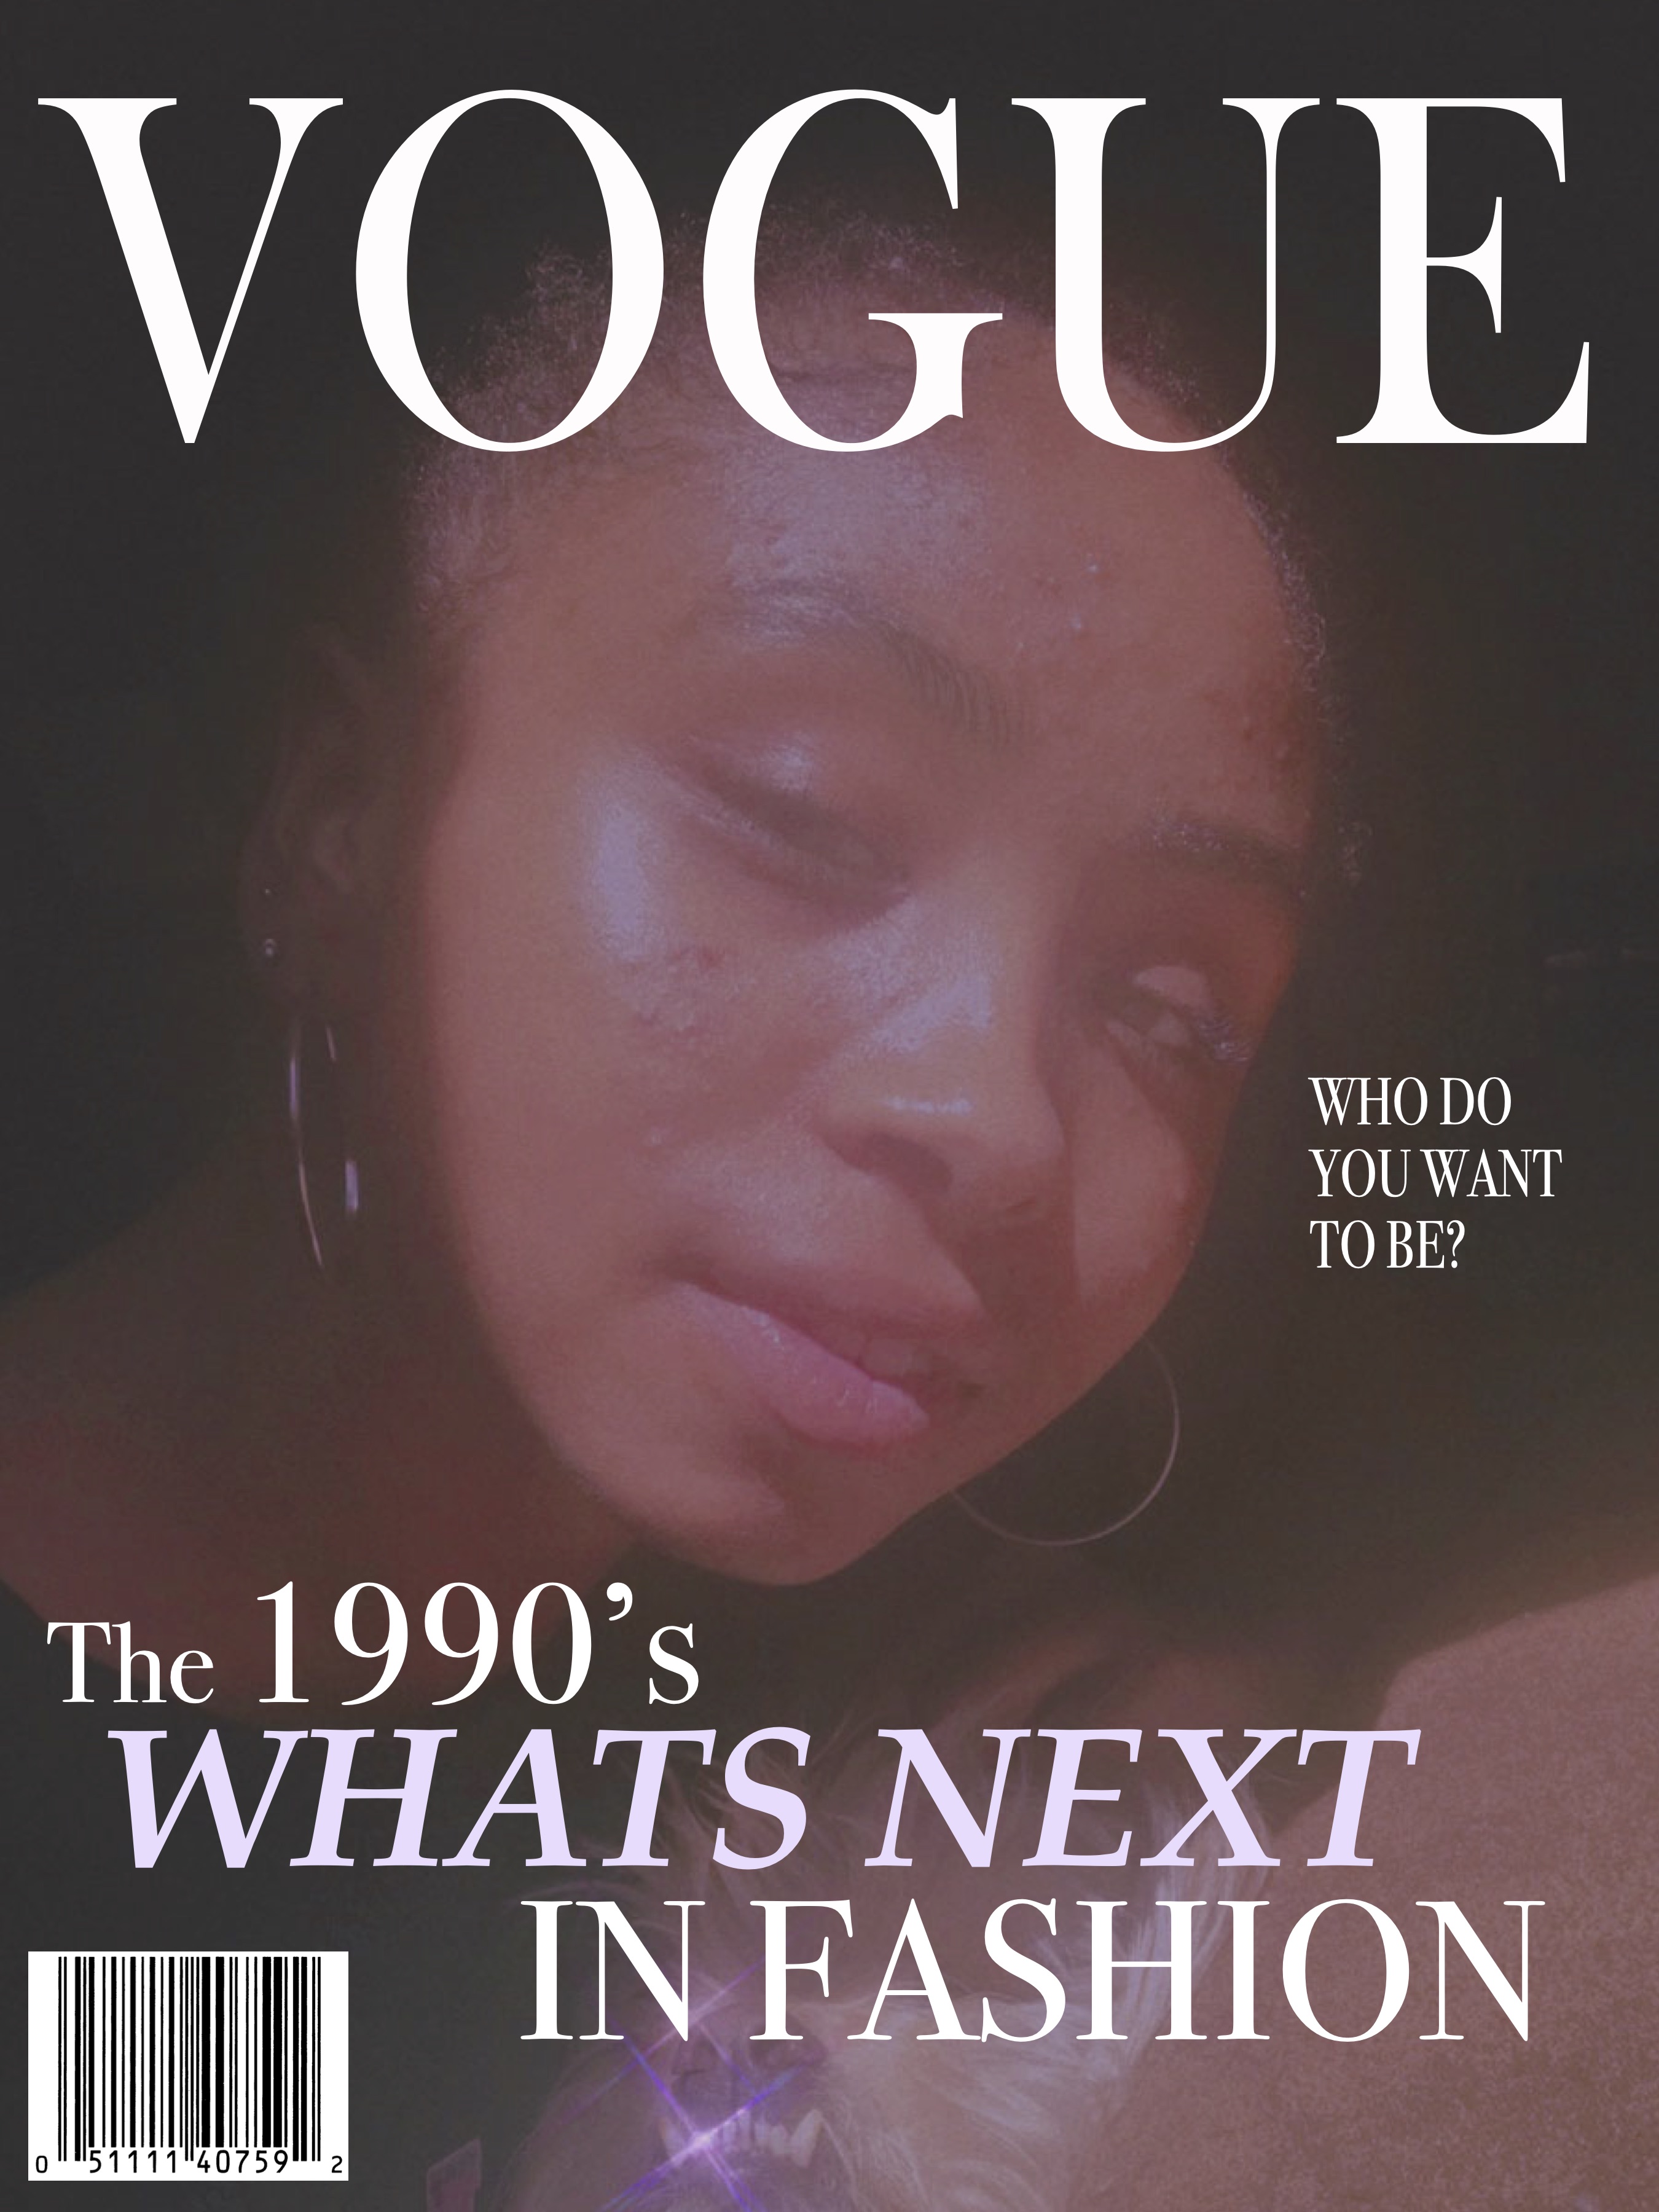 VOGUE
WHO DO
YOU WANT
TO BE?
The 1990’s
WHATS NEXT
IN FASHION
0 51111 40759 2